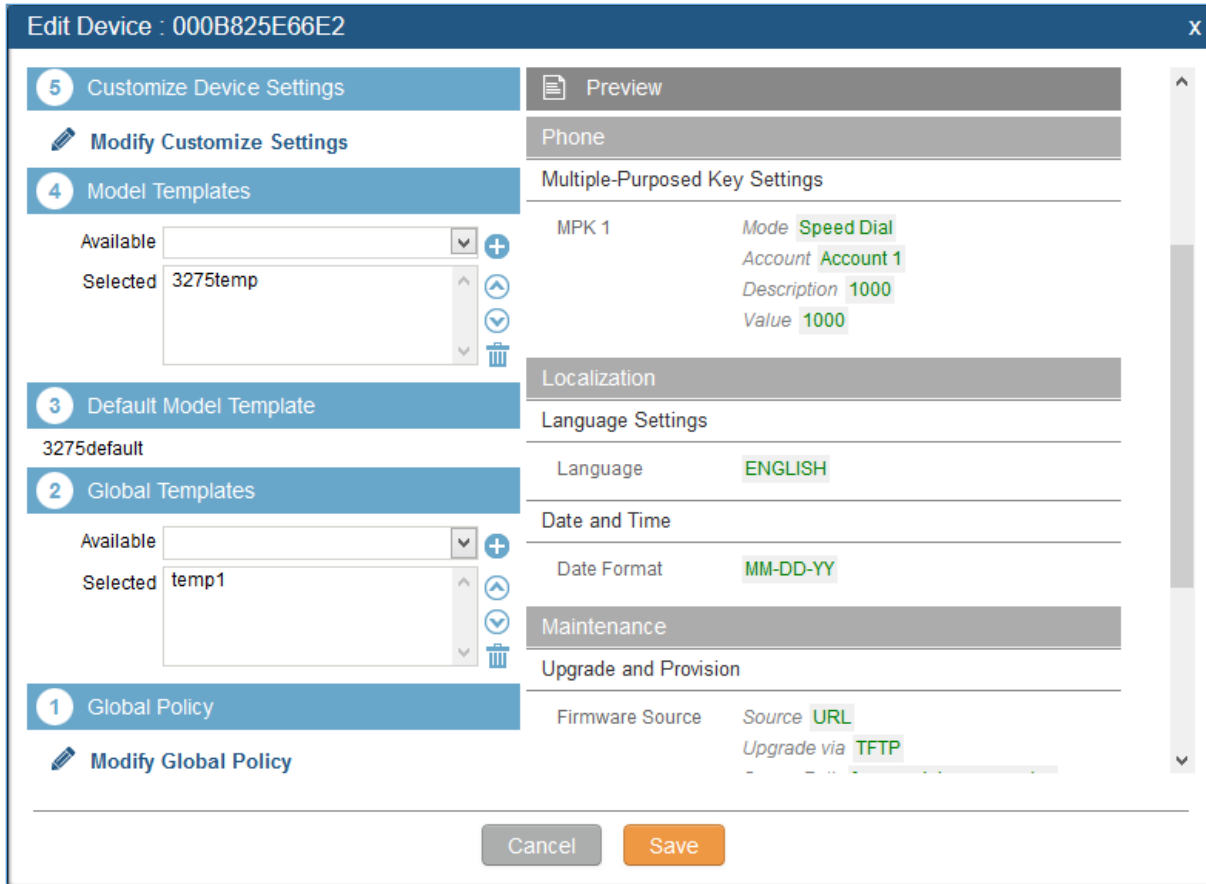 Edit Device : 000B825E66E2 x
5 Customize Device Settings
Modify Customize Settings
4 Model Templates
Available
Selected 3275temp
3 Default Model Template
3275default
2 Global Templates
Available
Selected temp1
1 Global Policy
Modify Global Policy
Preview
Phone
Multiple-Purposed Key Settings
MPK 1 Mode Speed Dial
Account Account 1
Description 1000
Value 1000
Localization
Language Settings
Language ENGLISH
Date and Time
Date Format MM-DD-YY
Maintenance
Upgrade and Provision
Firmware Source Source URL
Upgrade via TFTP
Cancel Save